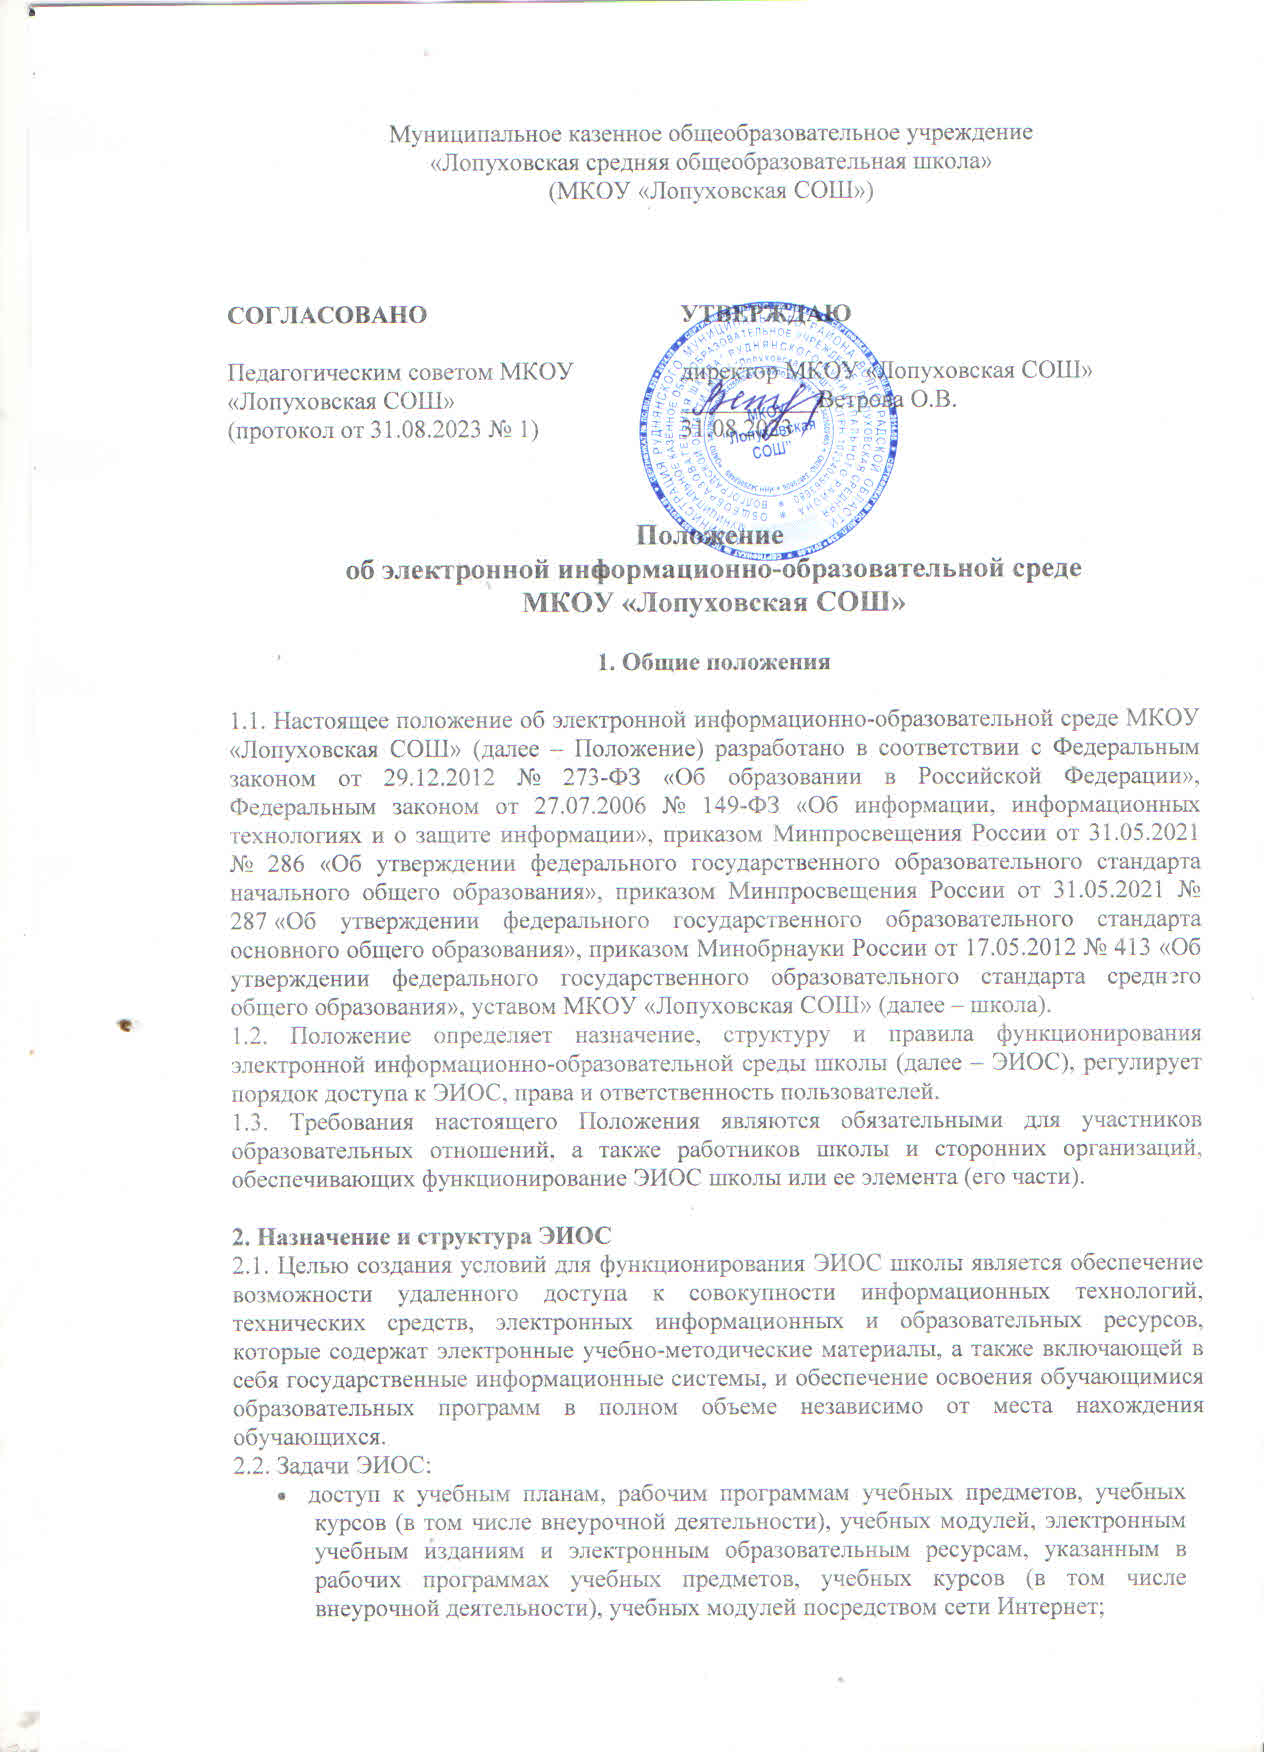 Муниципальное казенное общеобразовательное учреждение
«Лопуховская средняя общеобразовательная школа»
(МКОУ «Лопуховская СОШ»)
СОГЛАСОВАНО
Педагогическим советом МКОУ
«Лопуховская СОШ»
(протокол от 31.08.2023 № 1)
УТВЕРЖДАЮ
директор МКОУ «Лопуховская СОШ»
Ветрова О.В.
31.08.2023
МКОУ
"Лопуховская
СОШ"
Положение
об электронной информационно-образовательной среде
МКОУ «Лопуховская СОШ»
1. Общие положения
1.1. Настоящее положение об электронной информационно-образовательной среде МКОУ
«Лопуховская СОШ» (далее – Положение) разработано в соответствии с Федеральным
законом от 29.12.2012 № 273-ФЗ «Об образовании в Российской Федерации»,
Федеральным законом от 27.07.2006 № 149-ФЗ «Об информации, информационных
технологиях и о защите информации», приказом Минпросвещения России от 31.05.2021
№ 286 «Об утверждении федерального государственного образовательного стандарта
начального общего образования», приказом Минпросвещения России от 31.05.2021 №
287 «Об утверждении федерального государственного образовательного стандарта
основного общего образования», приказом Минобрнауки России от 17.05.2012 № 413 «Об
утверждении федерального государственного образовательного стандарта среднего
общего образования», уставом МКОУ «Лопуховская СОШ» (далее – школа).
1.2. Положение определяет назначение, структуру и правила функционирования
электронной информационно-образовательной среды школы (далее – ЭИОС), регулирует
порядок доступа к ЭИОС, права и ответственность пользователей.
1.3. Требования настоящего Положения являются обязательными для участников
образовательных отношений, а также работников школы и сторонних организаций,
обеспечивающих функционирование ЭИОС школы или ее элемента (его части).
2. Назначение и структура ЭИОС
2.1. Целью создания условий для функционирования ЭИОС школы является обеспечение
возможности удаленного доступа к совокупности информационных технологий,
технических средств, электронных информационных и образовательных ресурсов,
которые содержат электронные учебно-методические материалы, а также включающей в
себя государственные информационные системы, и обеспечение освоения обучающимися
образовательных программ в полном объеме независимо от места нахождения
обучающихся.
2.2. Задачи ЭИОС:
• доступ к учебным планам, рабочим программам учебных предметов, учебных
курсов (в том числе внеурочной деятельности), учебных модулей, электронным
учебным изданиям и электронным образовательным ресурсам, указанным в
рабочих программах учебных предметов, учебных курсов (в том числе
внеурочной деятельности), учебных модулей посредством сети Интернет;